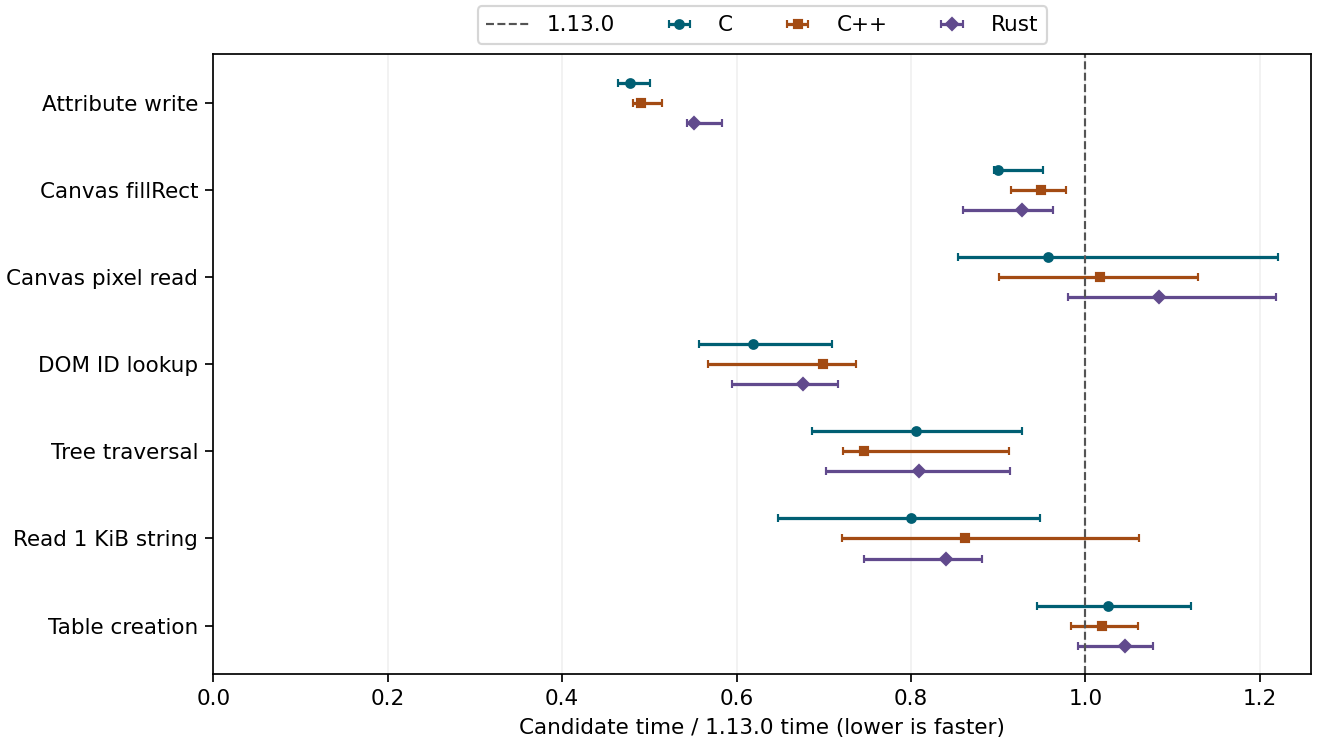 1.13.0 C C++ Rust
Attribute write
Canvas fillRect
Canvas pixel read
DOM ID lookup
Tree traversal
Read 1 KiB string
Table creation
0.0 0.2 0.4 0.6 0.8 1.0 1.2
Candidate time / 1.13.0 time (lower is faster)